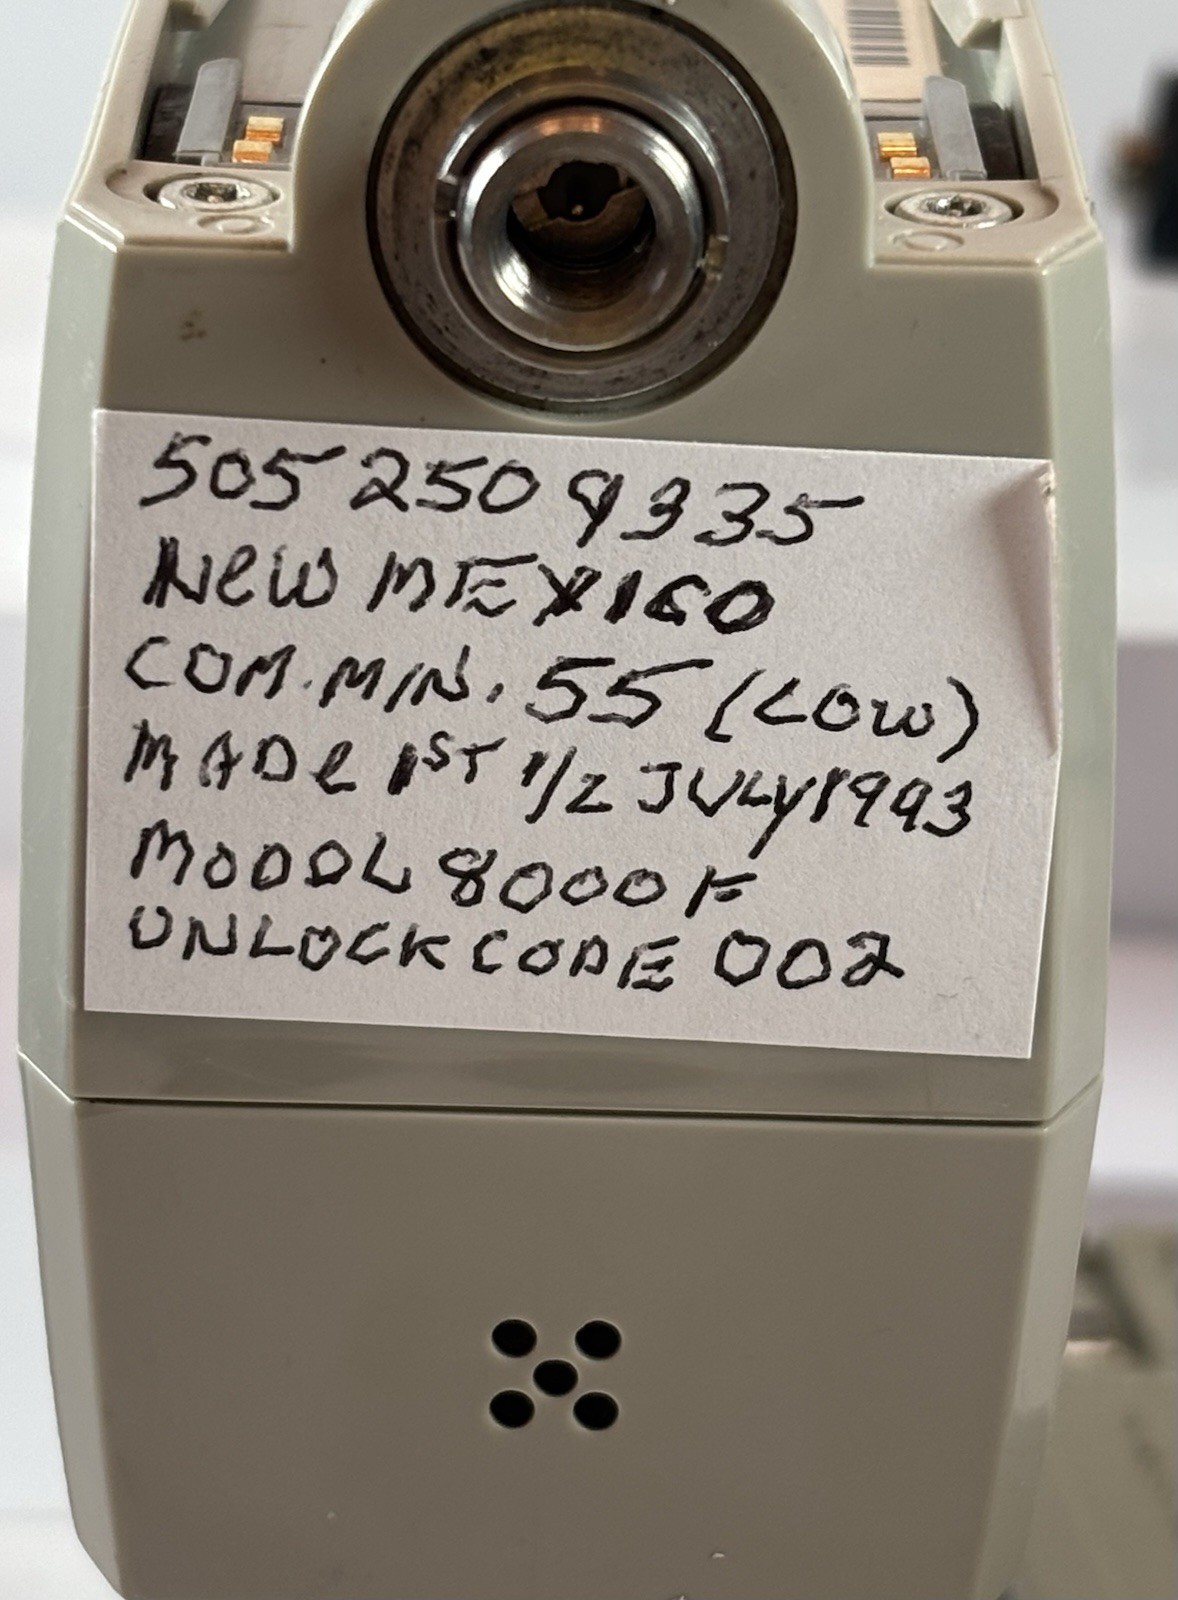 505 250 9335
NeW MEXICO
COM. MIN. 55 (LOW)
MADe 1ST 1/2 JULY 1993
MODDL 8000F
UNLOCK CODE 002